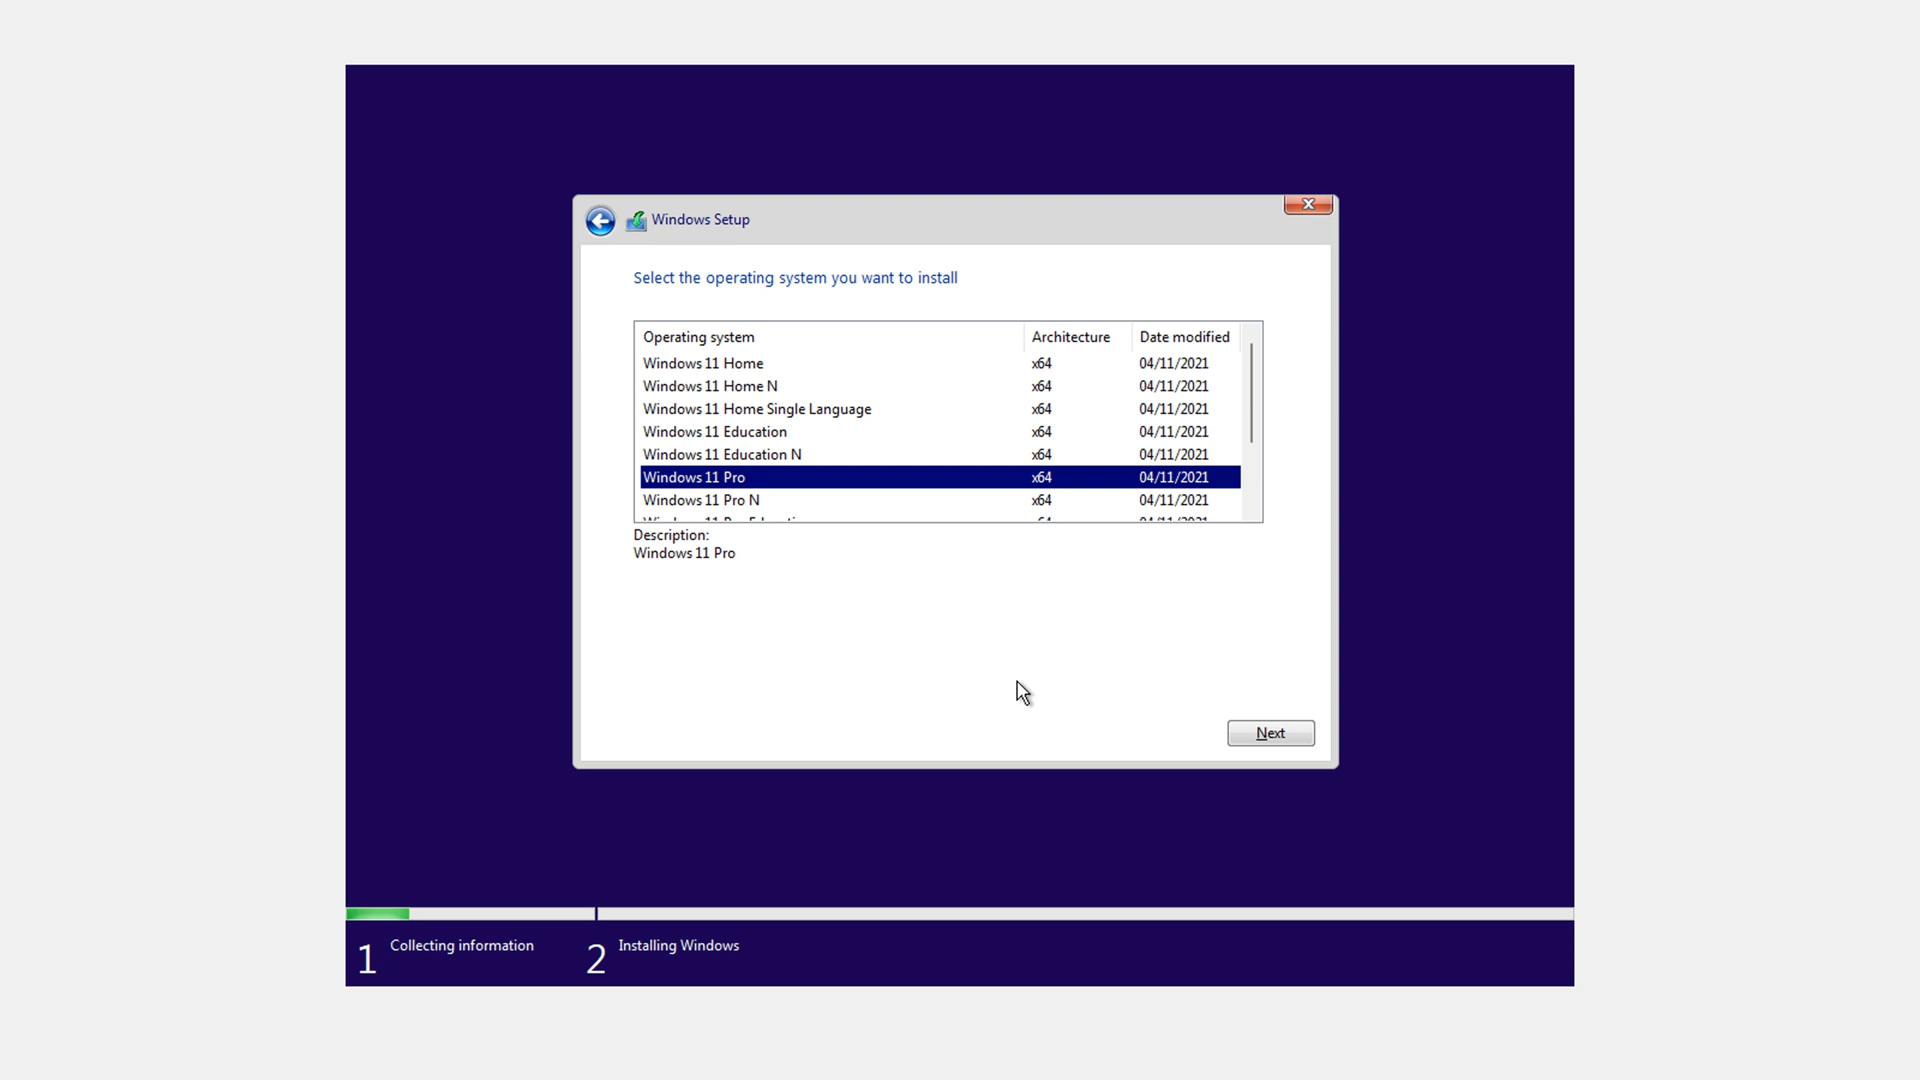 Windows Setup
Select the operating system you want to install
Operating system Architecture Date modified
Windows 11 Home x64 04/11/2021
Windows 11 Home N x64 04/11/2021
Windows 11 Home Single Language x64 04/11/2021
Windows 11 Education x64 04/11/2021
Windows 11 Education N x64 04/11/2021
Windows 11 Pro x64 04/11/2021
Windows 11 Pro N x64 04/11/2021
Description:
Windows 11 Pro
Next
1 Collecting information 2 Installing Windows